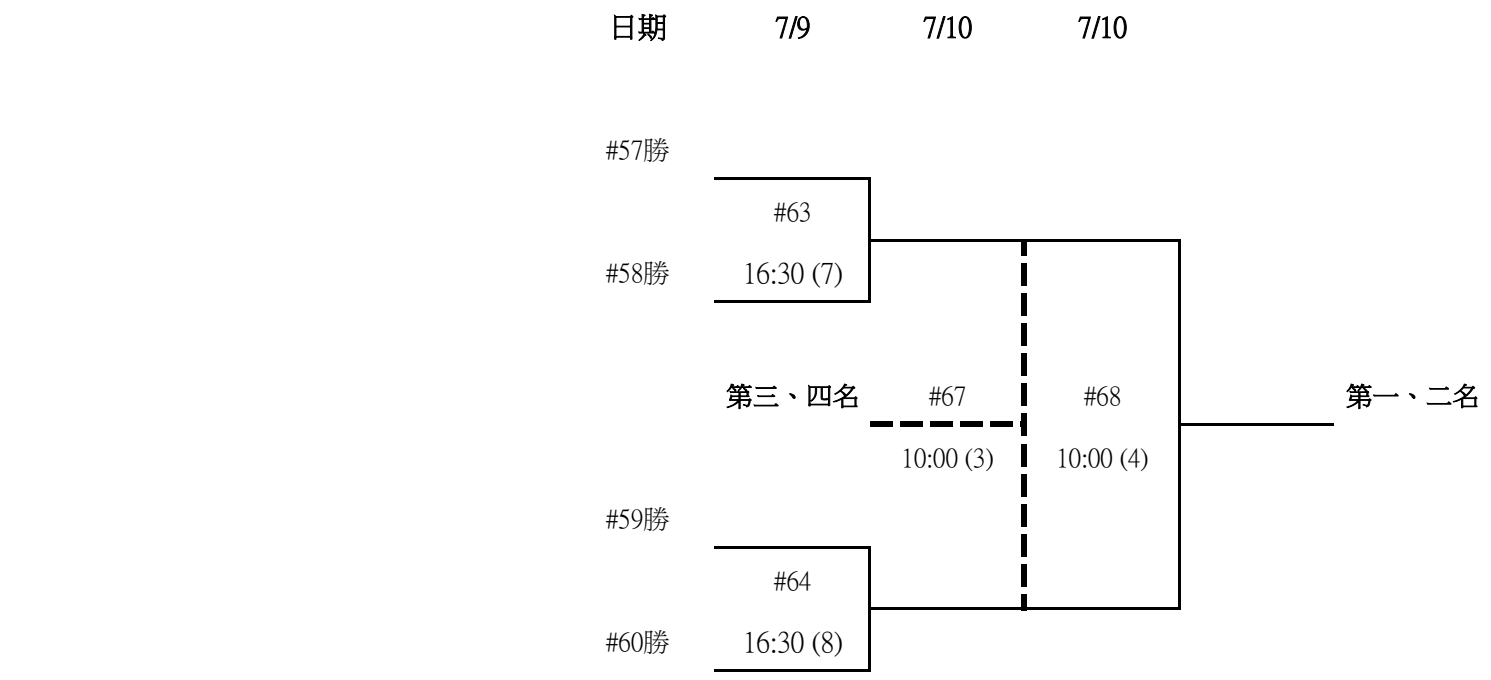 日期 7/9 7/10 7/10
#57勝
#63
#58勝 16:30 (7)
第三、四名 #67 #68 第一、二名
10:00 (3) 10:00 (4)
#59勝
#64
#60勝 16:30 (8)